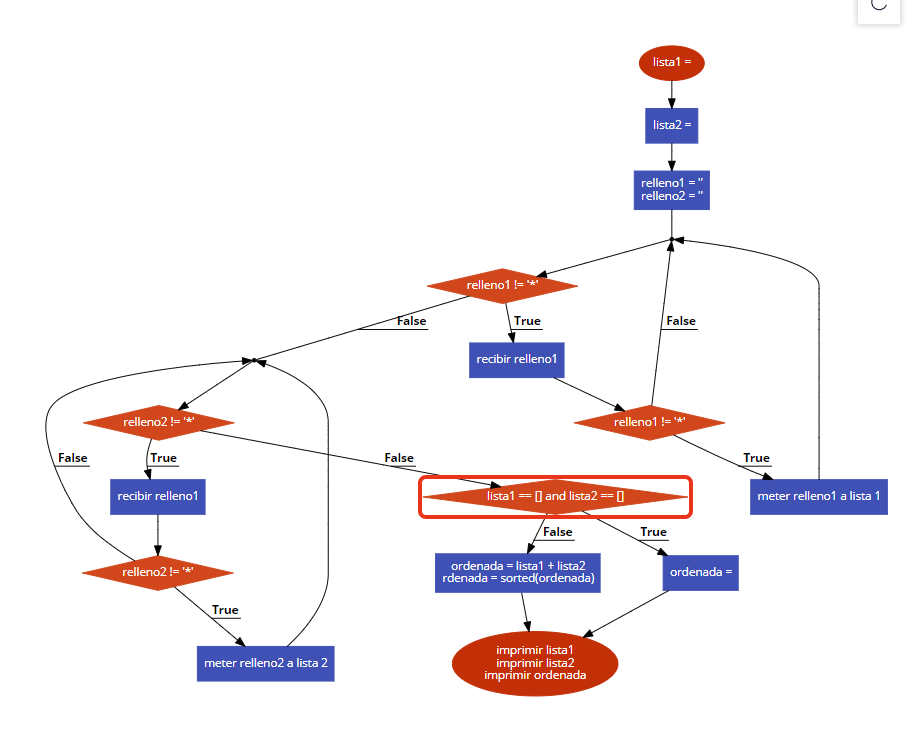 lista1 =
lista2 =
relleno1 = ''
relleno2 = ''
relleno1 != '*'
False
True
False
recibir relleno1
relleno2 != '*'
relleno1 != '*'
False
True
False
True
recibir relleno1
lista1 == [] and lista2 == []
meter relleno1 a lista 1
False
True
relleno2 != '*'
ordenada = lista1 + lista2
rdenada = sorted(ordenada)
ordenada =
True
meter relleno2 a lista 2
imprimir lista1
imprimir lista2
imprimir ordenada